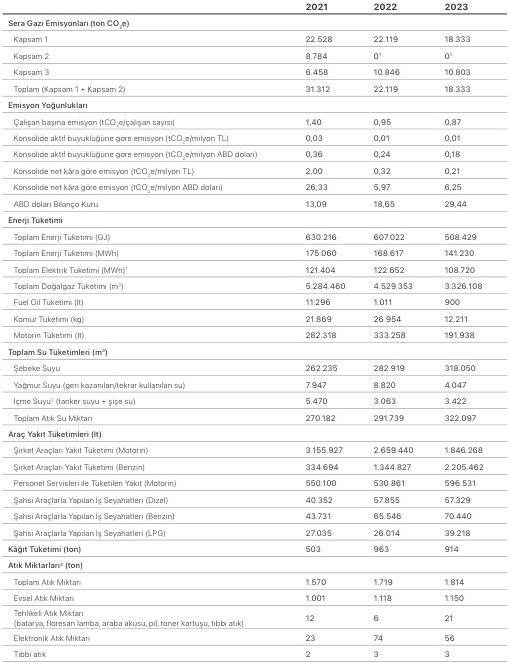 2021 2022 2023
Sera Gazı Emisyonları (ton CO₂e)
Kapsam 1 22.528 22.119 18.333
Kapsam 2 8.784 0¹ 0¹
Kapsam 3 6.458 10.846 10.803
Toplam (Kapsam 1 + Kapsam 2) 31.312 22.119 18.333
Emisyon Yoğunlukları
Çalışan başına emisyon (tCO₂e/çalışan sayısı) 1,40 0,95 0,87
Konsolide aktif büyüklüğüne göre emisyon (tCO₂e/milyon TL) 0,03 0,01 0,01
Konsolide aktif büyüklüğüne göre emisyon (tCO₂e/milyon ABD doları) 0,36 0,24 0,18
Konsolide net kâra göre emisyon (tCO₂e/milyon TL) 2,00 0,32 0,21
Konsolide net kâra göre emisyon (tCO₂e/milyon ABD doları) 26,33 5,97 6,25
ABD doları Bilanço Kuru 13,09 18,65 29,44
Enerji Tüketimi
Toplam Enerji Tüketimi (GJ) 630.216 607.022 508.429
Toplam Enerji Tüketimi (MWh) 175.060 168.617 141.230
Toplam Elektrik Tüketimi (MWh)¹ 121.404 122.652 108.720
Toplam Doğalgaz Tüketimi (m³) 5.284.460 4.529.353 3.326.108
Fuel Oil Tüketimi (lt) 11.296 1.011 900
Kömür Tüketimi (kg) 21.869 26.954 12.211
Motorin Tüketimi (lt) 282.318 333.258 191.938
Toplam Su Tüketimleri (m³)
Şebeke Suyu 262.235 282.919 318.050
Yağmur Suyu (geri kazanılan/tekrar kullanılan su) 7.947 8.820 4.047
İçme Suyu² (tanker suyu + şişe su) 5.470 3.063 3.422
Toplam Atık Su Miktarı 270.182 291.739 322.097
Araç Yakıt Tüketimleri (lt)
Şirket Araçları Yakıt Tüketimi (Motorin) 3.155.927 2.659.440 1.846.268
Şirket Araçları Yakıt Tüketimi (Benzin) 334.694 1.344.827 2.205.462
Personel Servisleri ile Tüketilen Yakıt (Motorin) 550.100 530.861 596.531
Şahsi Araçlarla Yapılan İş Seyahatleri (Dizel) 40.352 57.855 57.329
Şahsi Araçlarla Yapılan İş Seyahatleri (Benzin) 43.731 65.546 70.440
Şahsi Araçlarla Yapılan İş Seyahatleri (LPG) 27.035 26.014 39.218
Kâğıt Tüketimi (ton) 503 963 914
Atık Miktarları³ (ton)
Toplam Atık Miktarı 1.570 1.719 1.814
Evsel Atık Miktarı 1.001 1.118 1.150
Tehlikeli Atık Miktarı
(batarya, floresan lamba, araba aküsü, pil, toner kartuşu, tıbbi atık) 12 6 21
Elektronik Atık Miktarı 23 74 56
Tıbbi atık 2 3 3